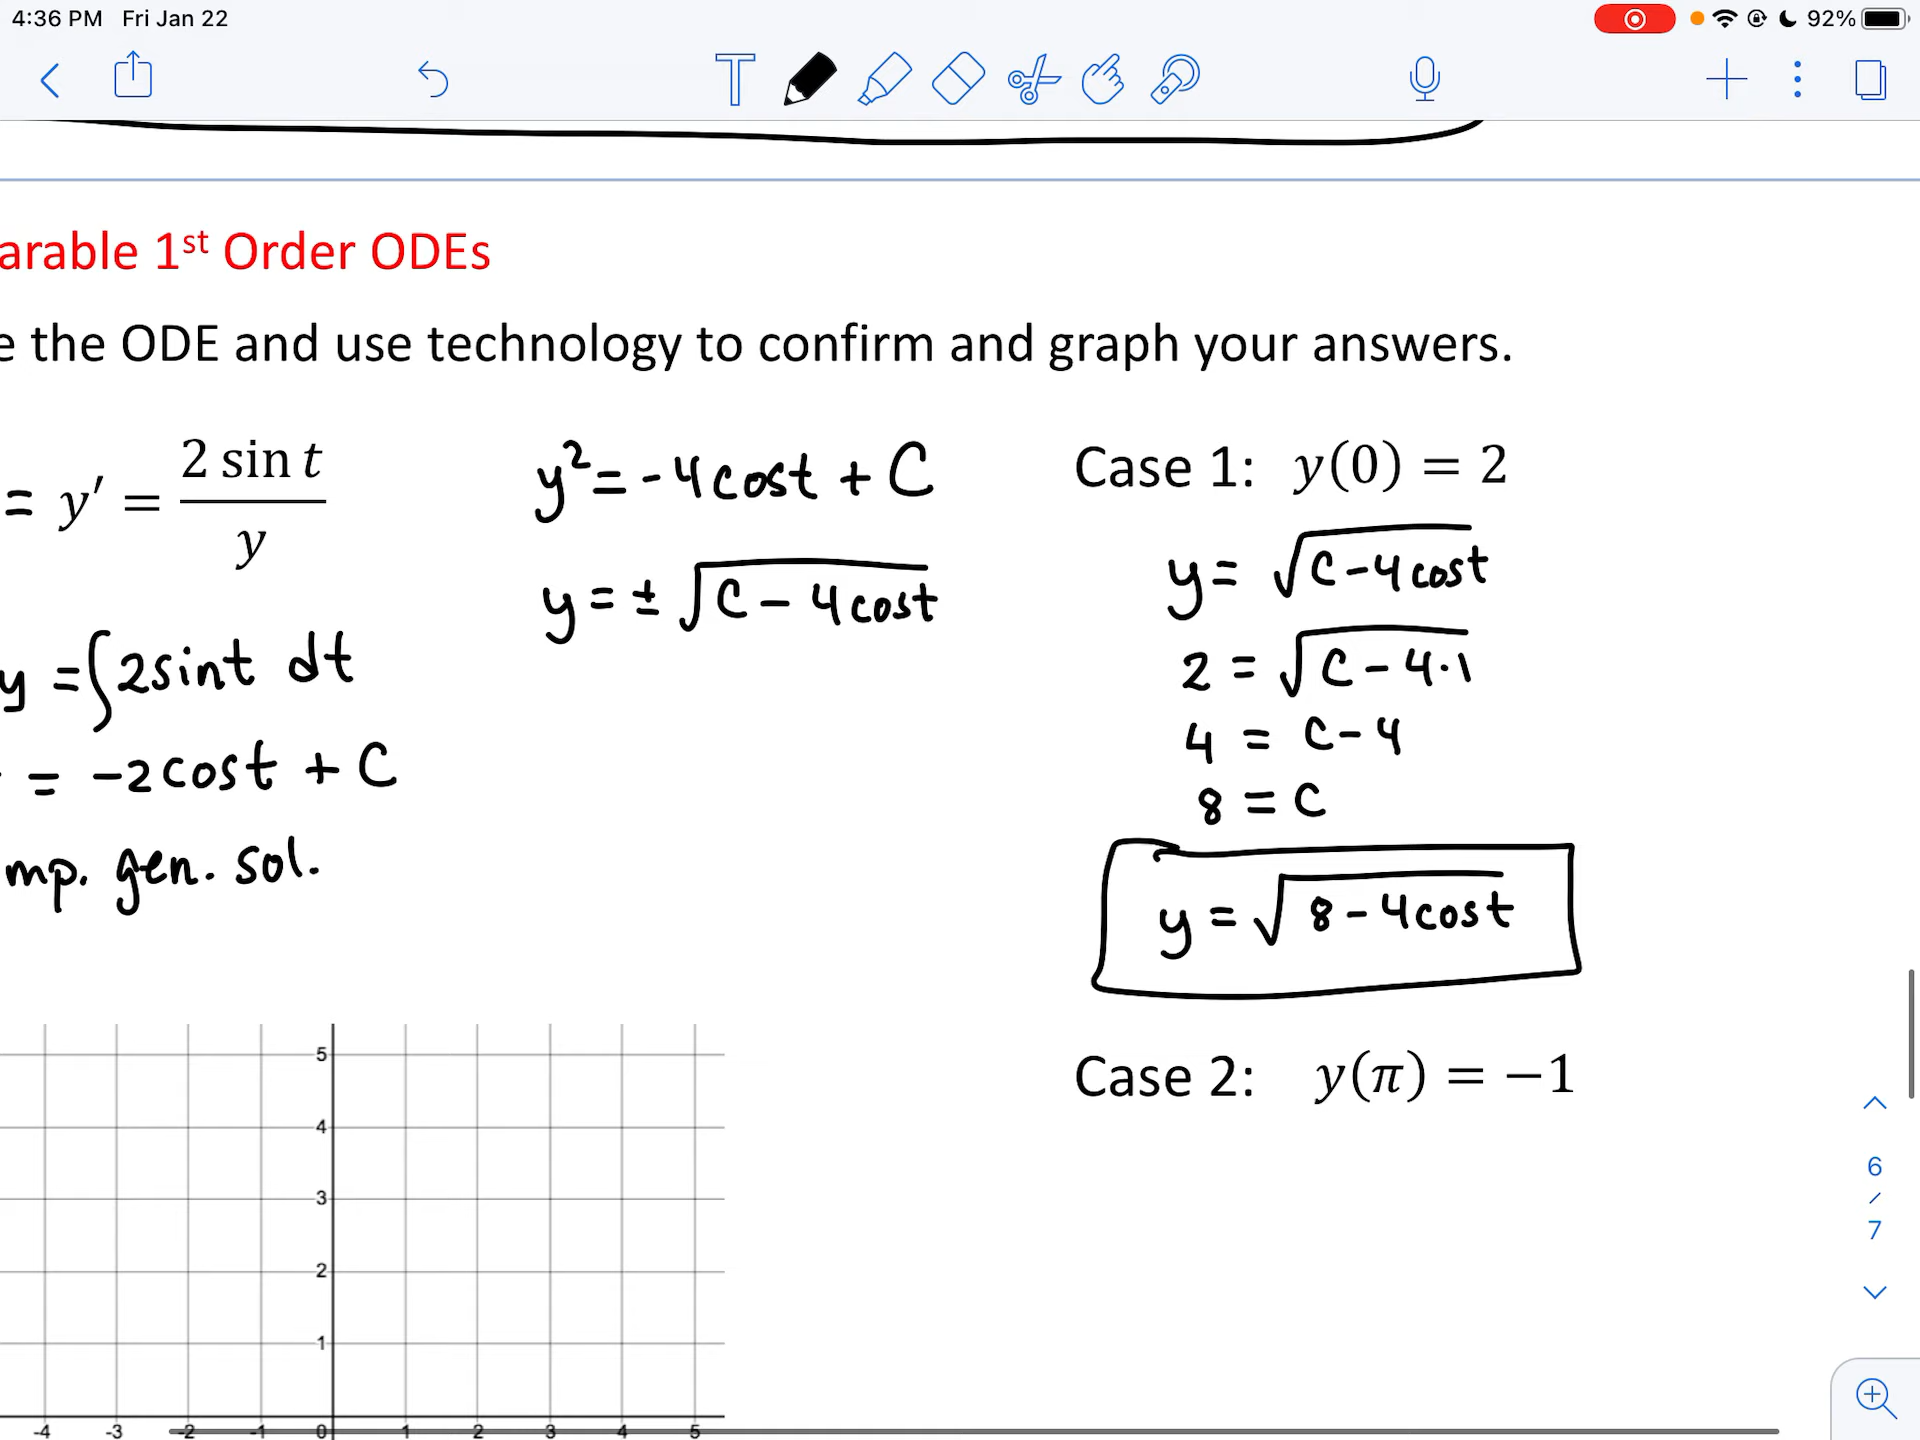 4:36 PM Fri Jan 22
92%
arable 1st Order ODEs
e the ODE and use technology to confirm and graph your answers.
= y′ = 2 sin t / y
y = ∫ 2sint dt
= -2cost + C
mp. gen. sol.
y² = -4cost + C
y = ± √(C - 4cost)
Case 1: y(0) = 2
y = √(C-4cost)
2 = √(C-4·1)
4 = C-4
8 = C
y = √(8-4cost)
Case 2: y(π) = −1
5
4
3
2
1
-4 -3 -2 -1 0 1 2 3 4 5
6
/
7